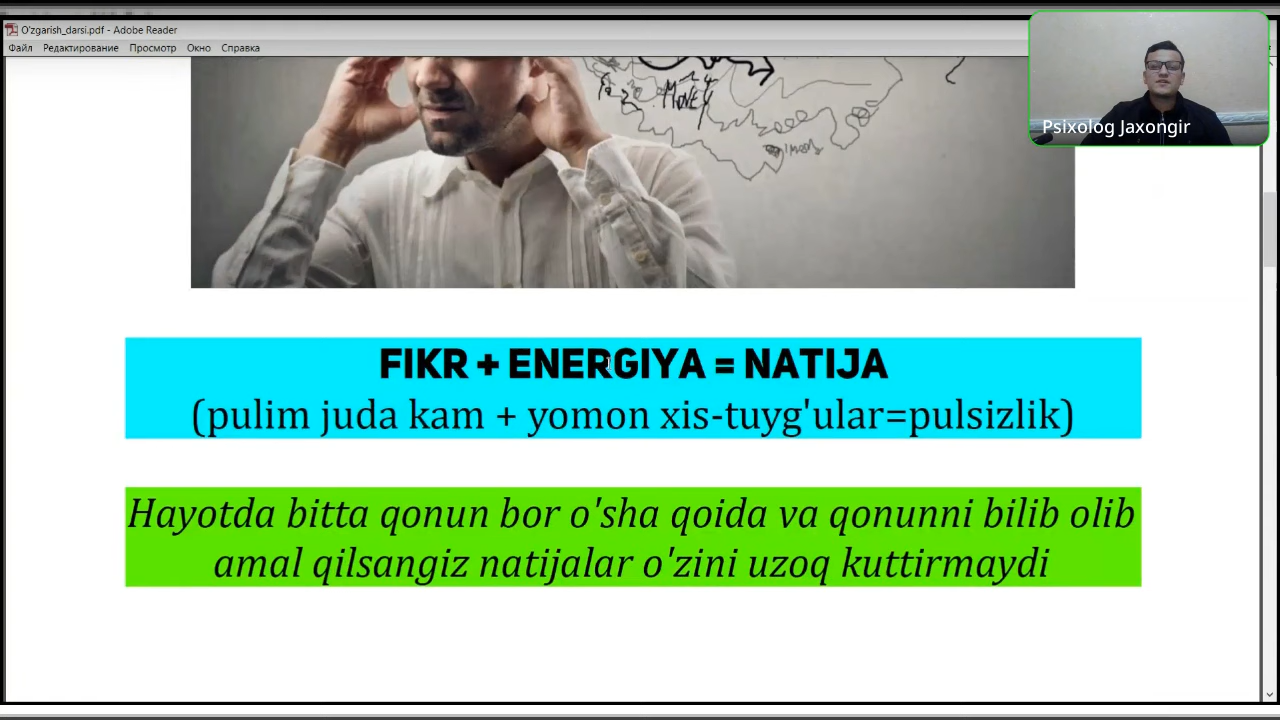 O'zgarish_darsi.pdf - Adobe Reader
Файл Редактирование Просмотр Окно Справка
MONEY
Psixolog Jaxongir
FIKR + ENERGIYA = NATIJA
(pulim juda kam + yomon xis-tuyg'ular=pulsizlik)
Hayotda bitta qonun bor o'sha qoida va qonunni bilib olib
amal qilsangiz natijalar o'zini uzoq kuttirmaydi